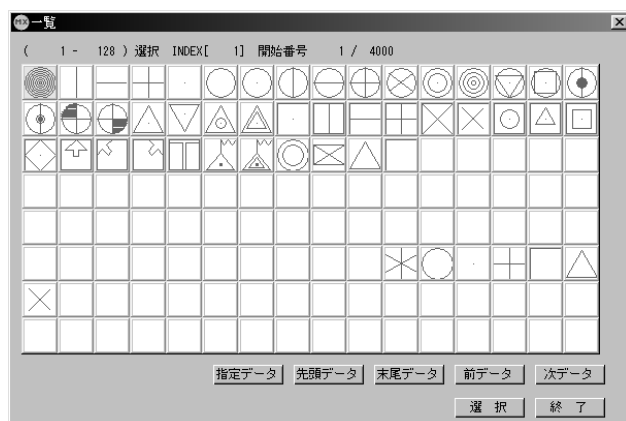 MX 一覧
( 1 - 128 ) 選択 INDEX[ 1] 開始番号 1 / 4000
指定データ 先頭データ 末尾データ 前データ 次データ
選 択 終 了